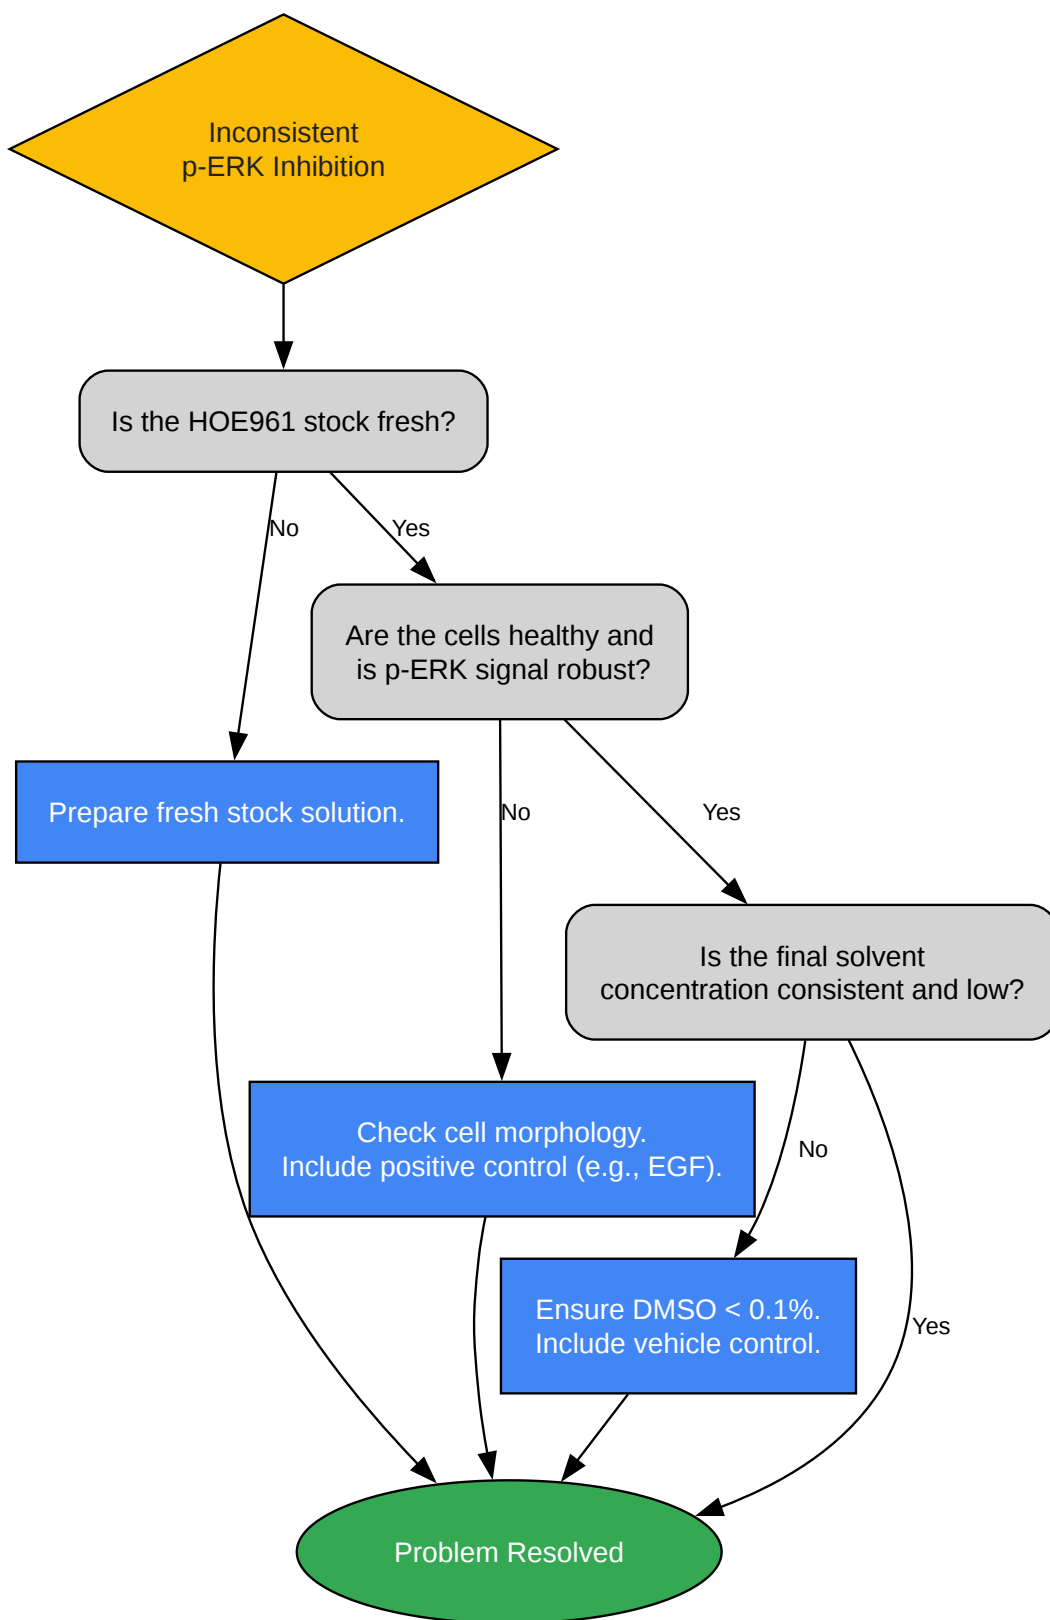 Inconsistent
p-ERK Inhibition
Is the HOE961 stock fresh?
No
Yes
Are the cells healthy and
is p-ERK signal robust?
Prepare fresh stock solution.
No
Yes
Is the final solvent
concentration consistent and low?
Check cell morphology.
Include positive control (e.g., EGF).
No
Ensure DMSO < 0.1%.
Include vehicle control.
Yes
Problem Resolved